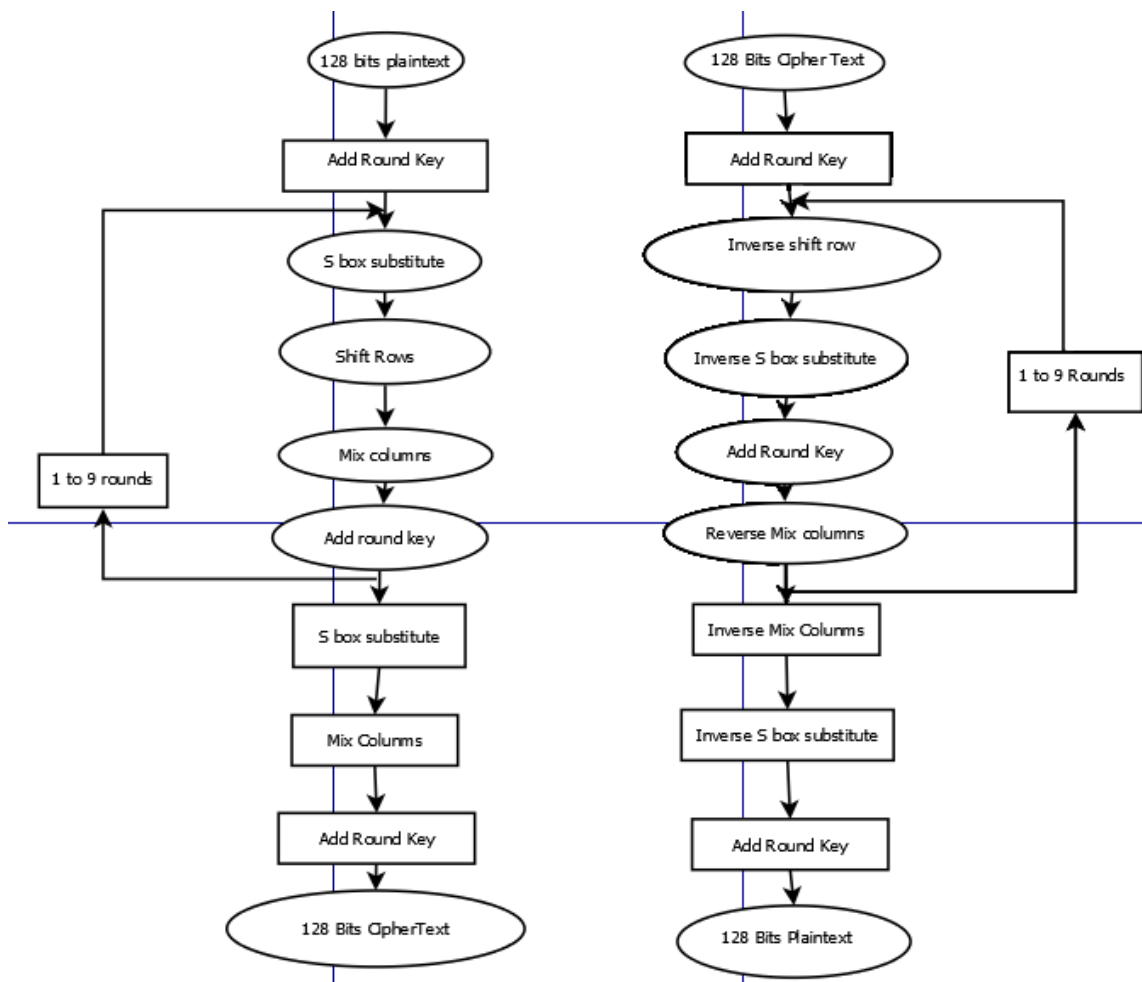 128 bits plaintext
Add Round Key
S box substitute
Shift Rows
Mix columns
1 to 9 rounds
Add round key
S box substitute
Mix Colunms
Add Round Key
128 Bits CipherText
128 Bits Cipher Text
Add Round Key
Inverse shift row
Inverse S box substitute
1 to 9 Rounds
Add Round Key
Reverse Mix columns
Inverse Mix Colunms
Inverse S box substitute
Add Round Key
128 Bits Plaintext